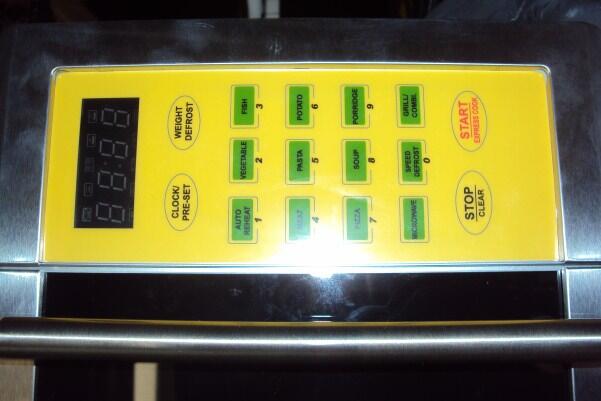 CLOCK/
PRE-SET
WEIGHT
DEFROST
AUTO
REHEAT
1
VEGETABLE
2
FISH
3
MEAT
4
PASTA
5
POTATO
6
PIZZA
7
SOUP
8
PORRIDGE
9
MICROWAVE
SPEED
DEFROST
0
GRILL/
COMBI.
STOP
CLEAR
START
EXPRESS COOK